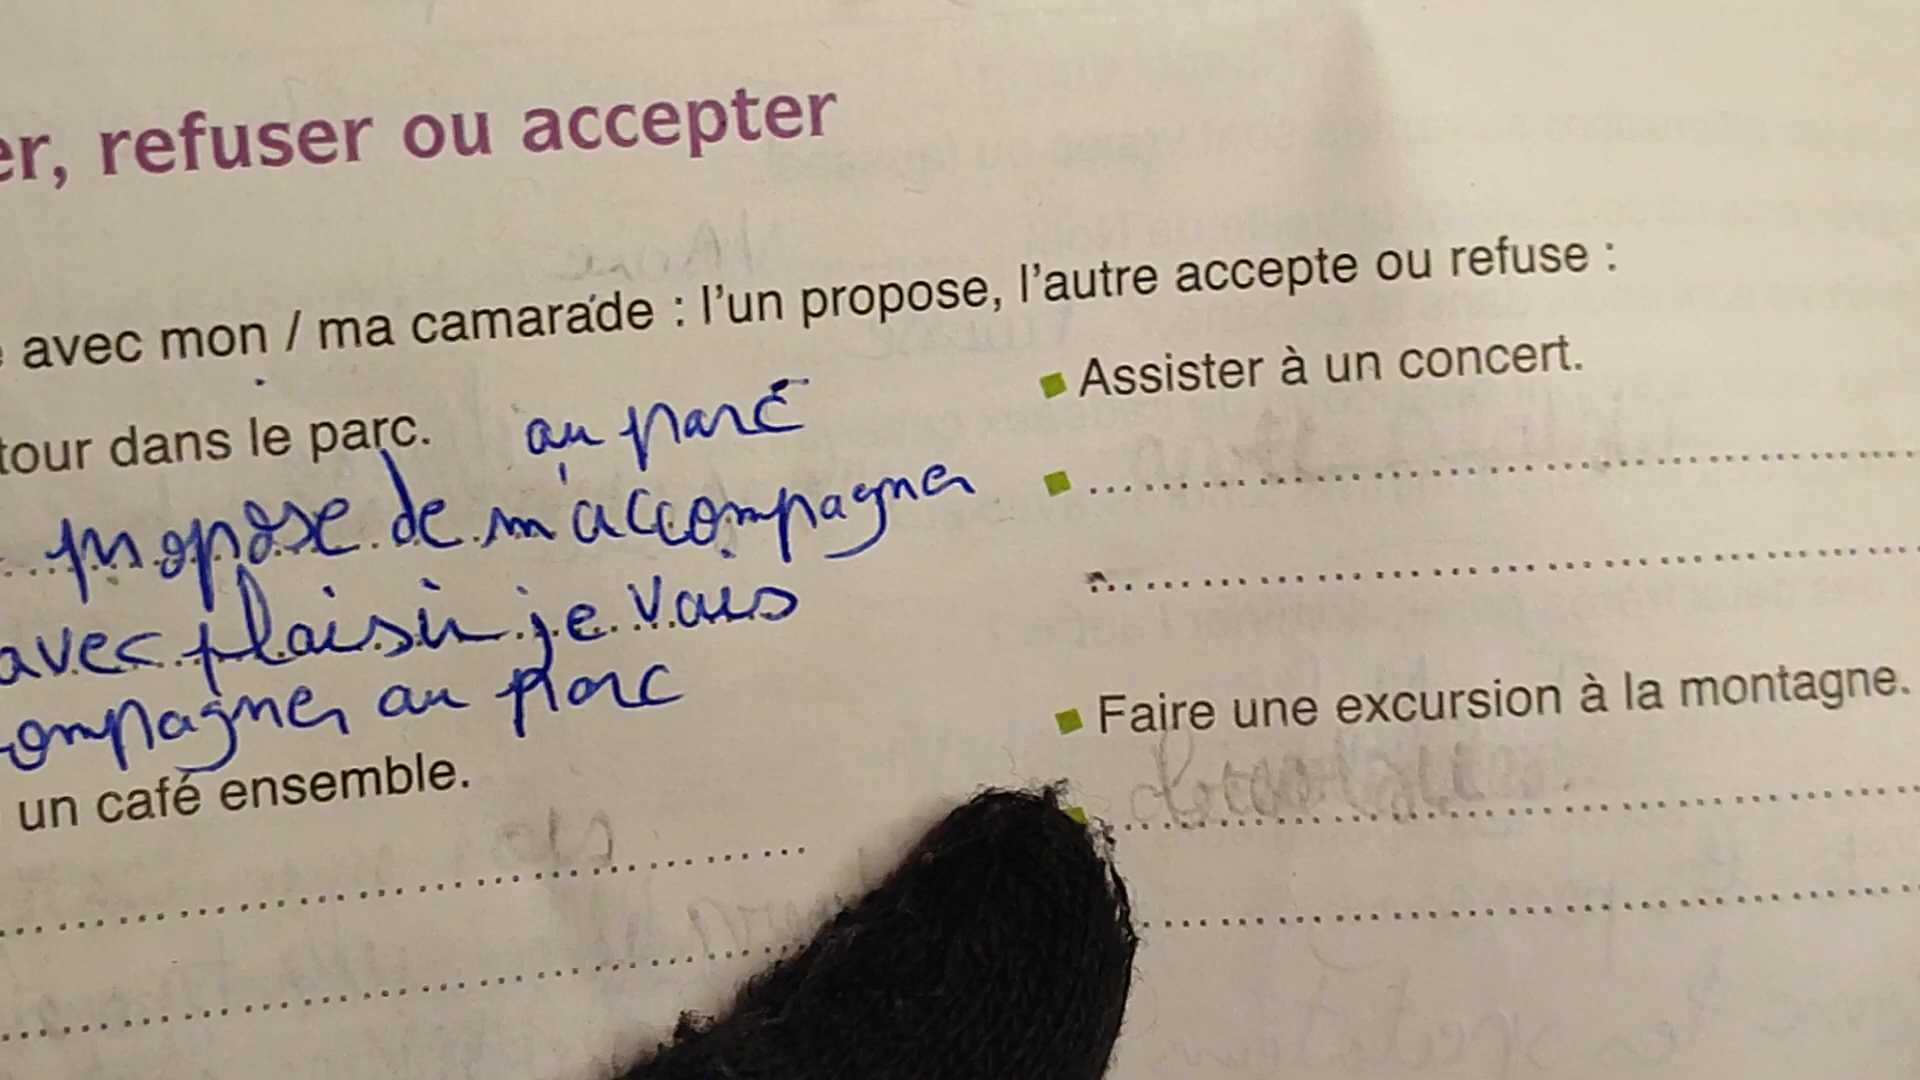 er, refuser ou accepter
avec mon / ma camarade : l'un propose, l'autre accepte ou refuse :
tour dans le parc.
au parc
propose de m'accompagner
avec plaisir je vais
ompagner au parc
un café ensemble.
Assister à un concert.
Faire une excursion à la montagne.